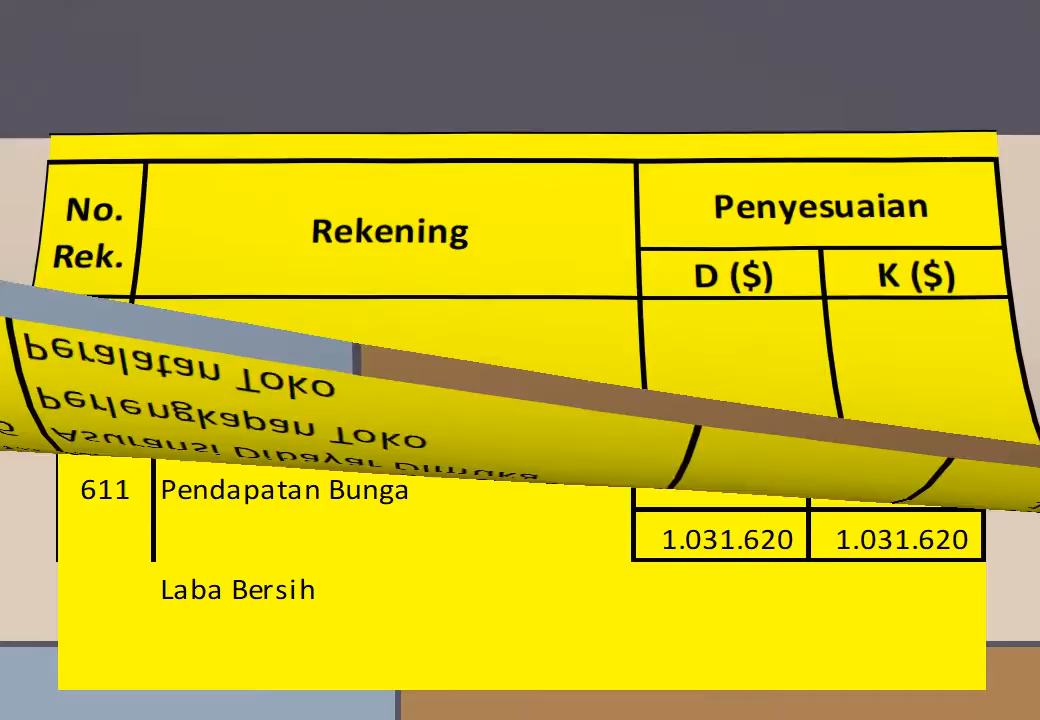 No. Rek.
Rekening
Penyesuaian
D ($)
K ($)
Peralatan Toko
Perlengkapan Toko
Asuransi Dibayar Dimuka
611 Pendapatan Bunga
1.031.620 1.031.620
Laba Bersih